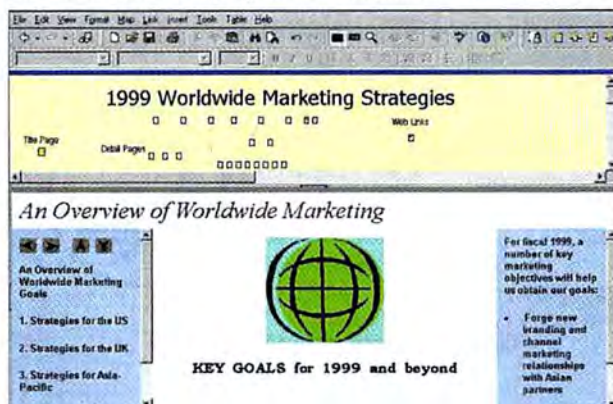 File Edit View Format Map Link Insert Tools Table Help
1999 Worldwide Marketing Strategies
Web Links
Title Page
Detail Pages
An Overview of Worldwide Marketing
An Overview of
Worldwide Marketing
Goals
1. Strategies for the US
2. Strategies for the UK
3. Strategies for Asia-
Pacific
KEY GOALS for 1999 and beyond
For fiscal 1999, a
number of key
marketing
objectives will help
us obtain our goals:
• Forge new
branding and
channel
marketing
relationships
with Asian
partners